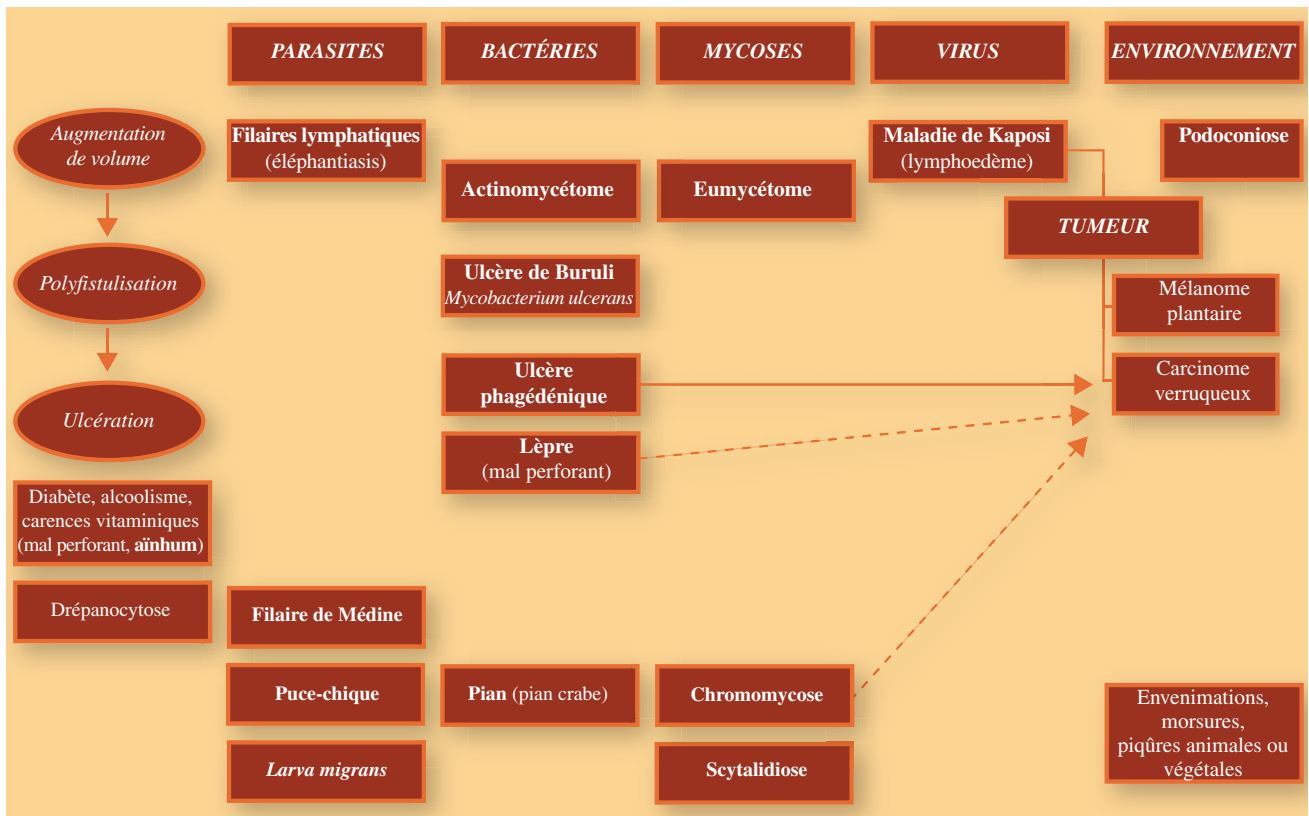 PARASITES
BACTÉRIES
MYCOSES
VIRUS
ENVIRONNEMENT
Augmentation
de volume
Filaires lymphatiques
(éléphantiasis)
Maladie de Kaposi
(lymphoedème)
Podoconiose
Actinomycétome
Eumycétome
TUMEUR
Polyfistulisation
Ulcère de Buruli
Mycobacterium ulcerans
Mélanome
plantaire
Ulcération
Ulcère
phagédénique
Carcinome
verruqueux
Lèpre
(mal perforant)
Diabète, alcoolisme,
carences vitaminiques
(mal perforant, aïnhum)
Drépanocytose
Filaire de Médine
Puce-chique
Pian (pian crabe)
Chromomycose
Envenimations,
morsures,
piqûres animales ou
végétales
Larva migrans
Scytalidiose